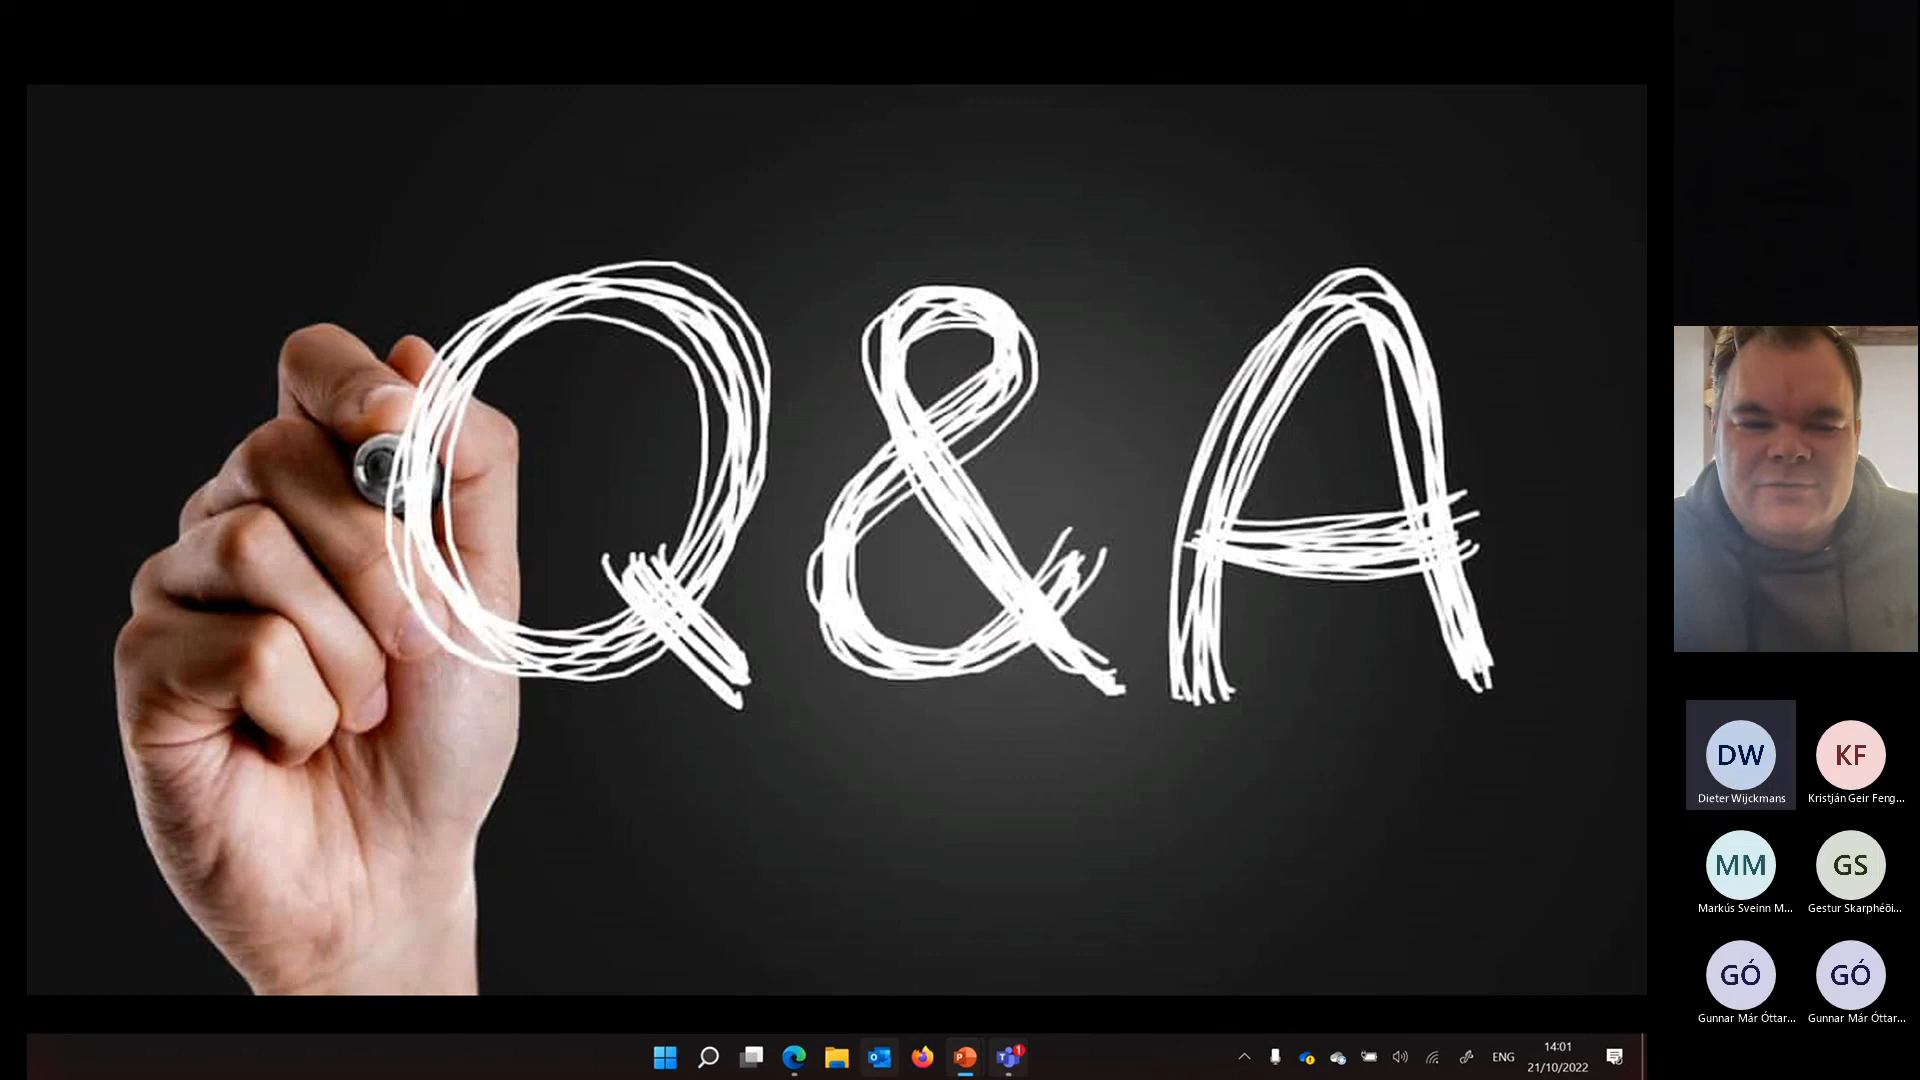 Q&A
DW
Dieter Wijckmans
KF
Kristján Geir Feng...
MM
Markús Sveinn M...
GS
Gestur Skarphéði...
GÓ
Gunnar Már Óttar...
GÓ
Gunnar Már Óttar...
1
ENG
14:01
21/10/2022